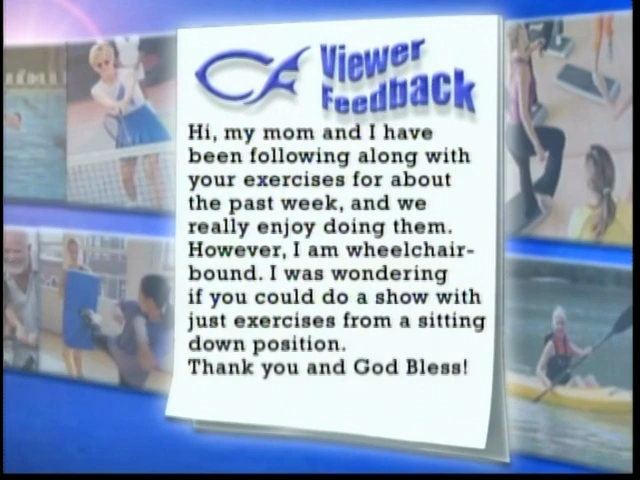 Viewer
Feedback
Hi, my mom and I have
been following along with
your exercises for about
the past week, and we
really enjoy doing them.
However, I am wheelchair-
bound. I was wondering
if you could do a show with
just exercises from a sitting
down position.
Thank you and God Bless!